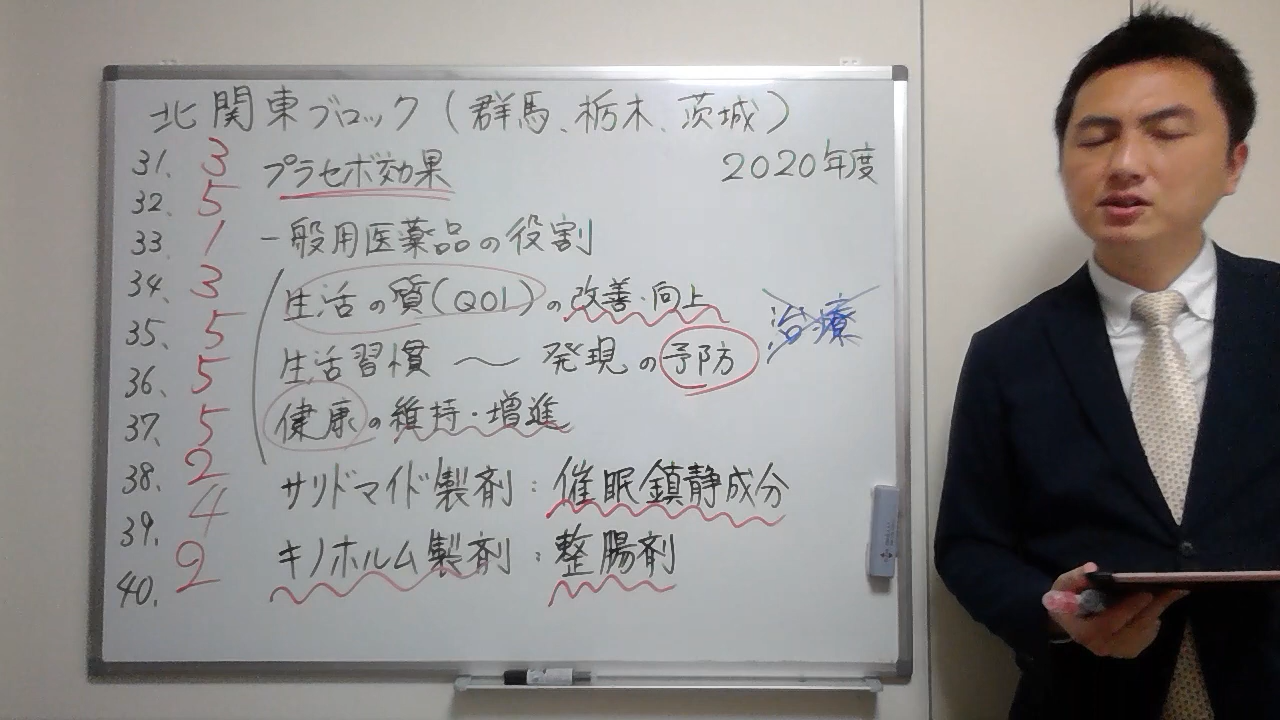 北関東ブロック(群馬、栃木、茨城)
2020年度
31. 3
32. 5
33. 1
34. 3
35. 5
36. 5
37. 5
38. 2
39. 4
40. 2
プラセボ効果
一般用医薬品の役割
生活の質(QOL)の改善・向上
生活習慣〜発現の予防
治療
健康の維持・増進
サリドマイド製剤:催眠鎮静成分
キノホルム製剤:整腸剤